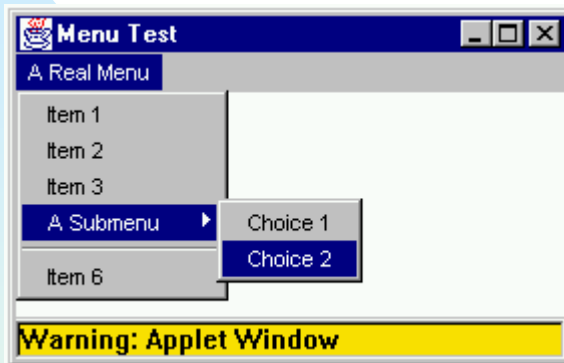 Menu Test
A Real Menu
Item 1
Item 2
Item 3
A Submenu
Choice 1
Choice 2
Item 6
Warning: Applet Window